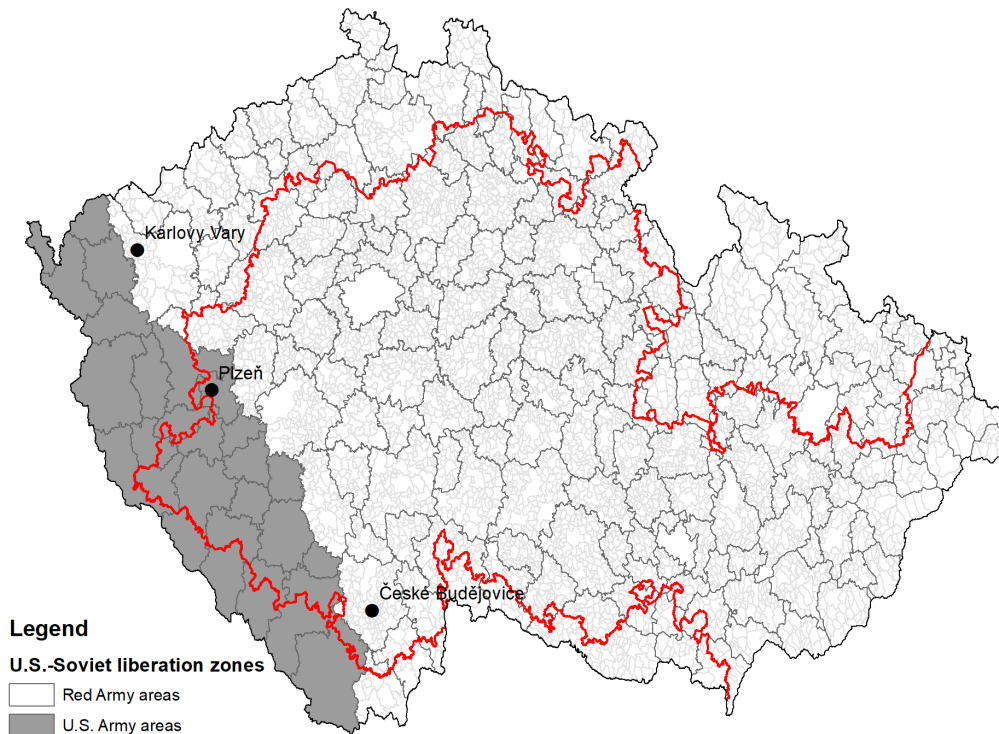 Karlovy Vary
Plzeň
České Budějovice
Legend
U.S.-Soviet liberation zones
Red Army areas
U.S. Army areas